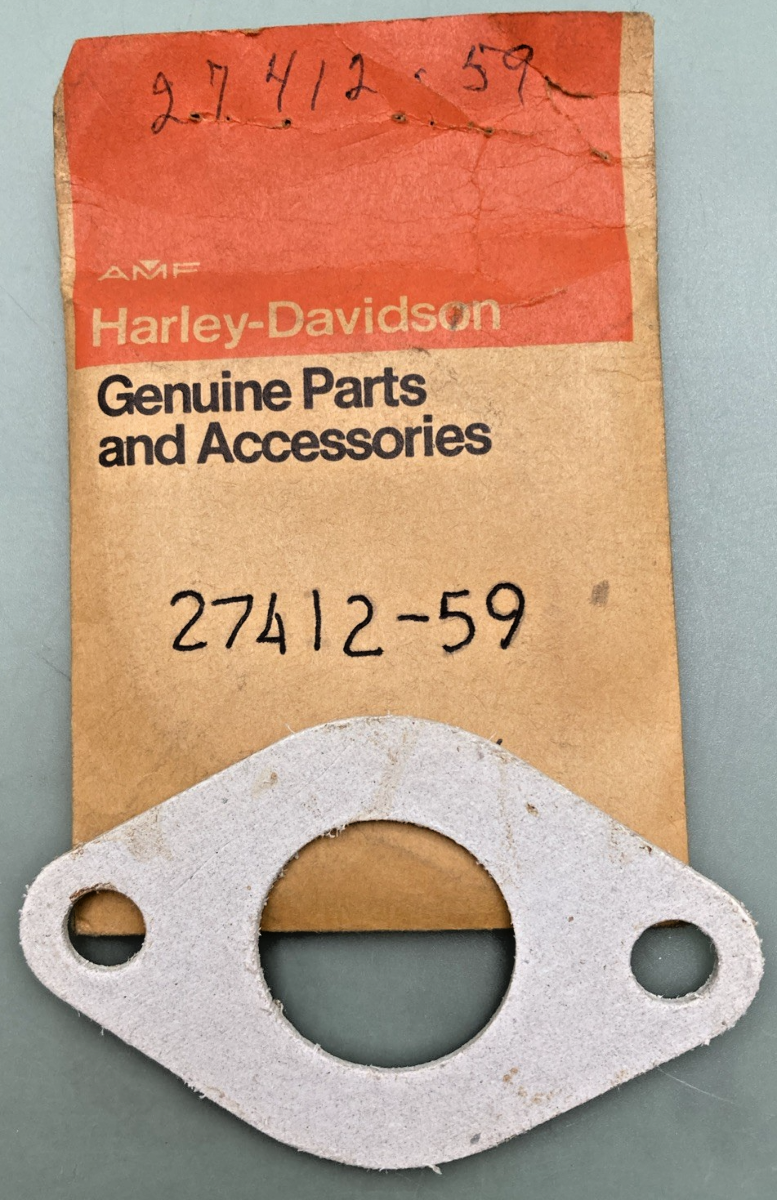 27412-59
AMF
Harley-Davidson
Genuine Parts
and Accessories
27412-59